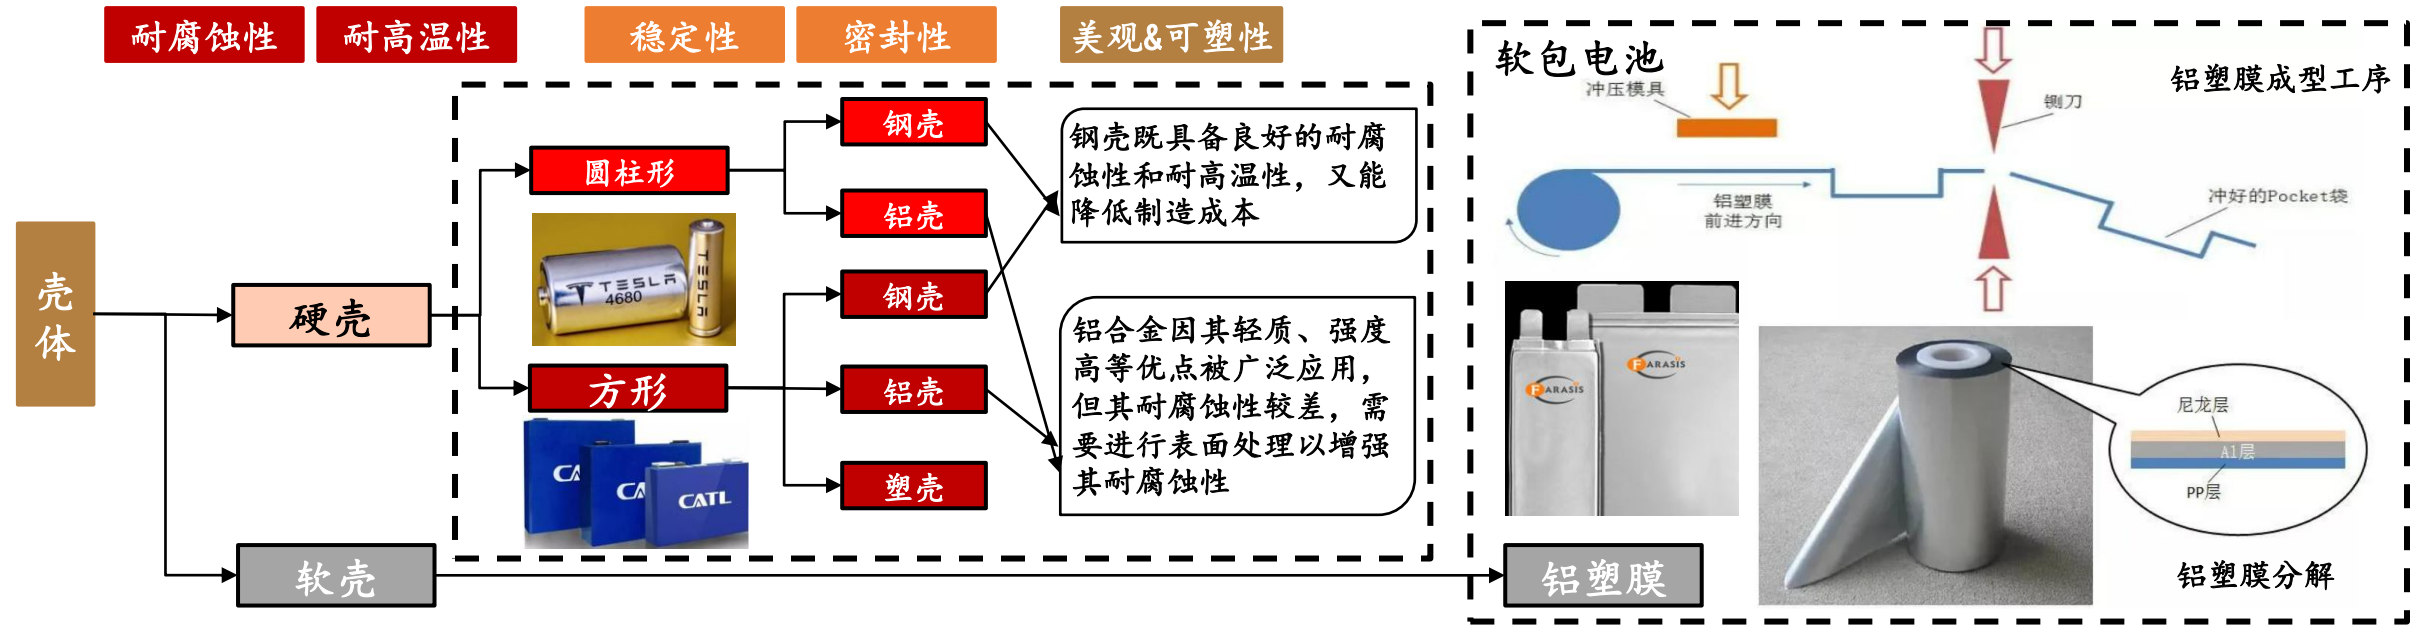 耐腐蚀性
耐高温性
稳定性
密封性
美观&可塑性
壳体
硬壳
软壳
圆柱形
方形
TESLA
4680
TESLA
CATL
CATL
CATL
钢壳
铝壳
钢壳
铝壳
塑壳
钢壳既具备良好的耐腐
蚀性和耐高温性，又能
降低制造成本
铝合金因其轻质、强度
高等优点被广泛应用，
但其耐腐蚀性较差，需
要进行表面处理以增强
其耐腐蚀性
软包电池
铝塑膜成型工序
冲压模具
铡刀
铝塑膜
前进方向
冲好的Pocket袋
FARASIS
FARASIS
尼龙层
Al层
PP层
铝塑膜
铝塑膜分解